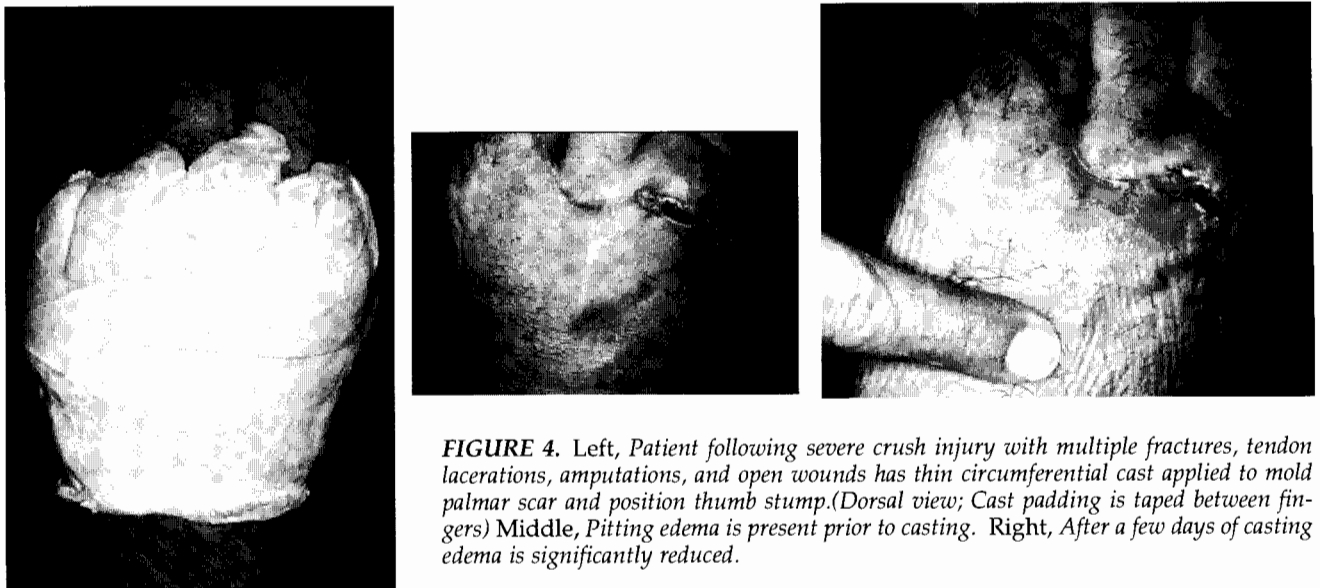 FIGURE 4. Left, Patient following severe crush injury with multiple fractures, tendon
lacerations, amputations, and open wounds has thin circumferential cast applied to mold
palmar scar and position thumb stump.(Dorsal view; Cast padding is taped between fin-
gers) Middle, Pitting edema is present prior to casting. Right, After a few days of casting
edema is significantly reduced.